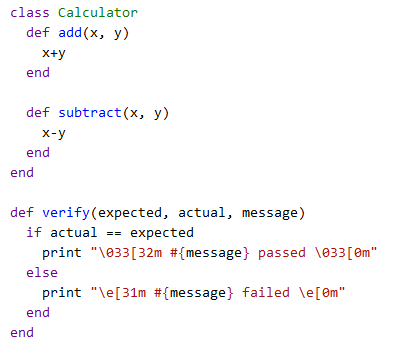 class Calculator
  def add(x, y)
    x+y
  end

  def subtract(x, y)
    x-y
  end
end

def verify(expected, actual, message)
  if actual == expected
    print "\033[32m #{message} passed \033[0m"
  else
    print "\e[31m #{message} failed \e[0m"
  end
end